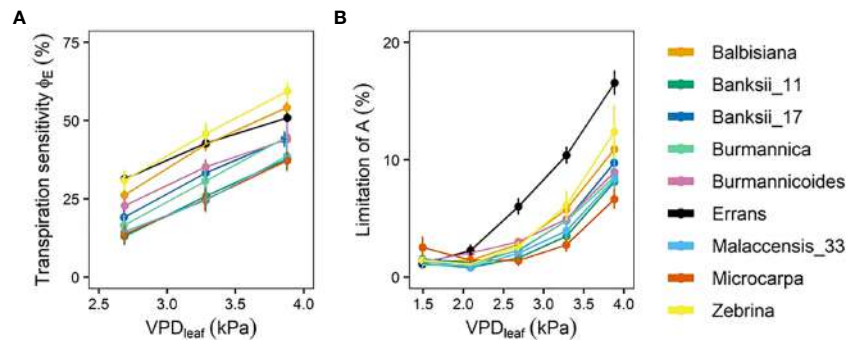 A
B
Transpiration sensitivity ϕE (%)
75
50
25
0
2.5
3.0
3.5
4.0
VPDleaf (kPa)
Limitation of A (%)
20
10
0
1.5
2.0
2.5
3.0
3.5
4.0
VPDleaf (kPa)
Balbisiana
Banksii_11
Banksii_17
Burmannica
Burmannicoides
Errans
Malaccensis_33
Microcarpa
Zebrina